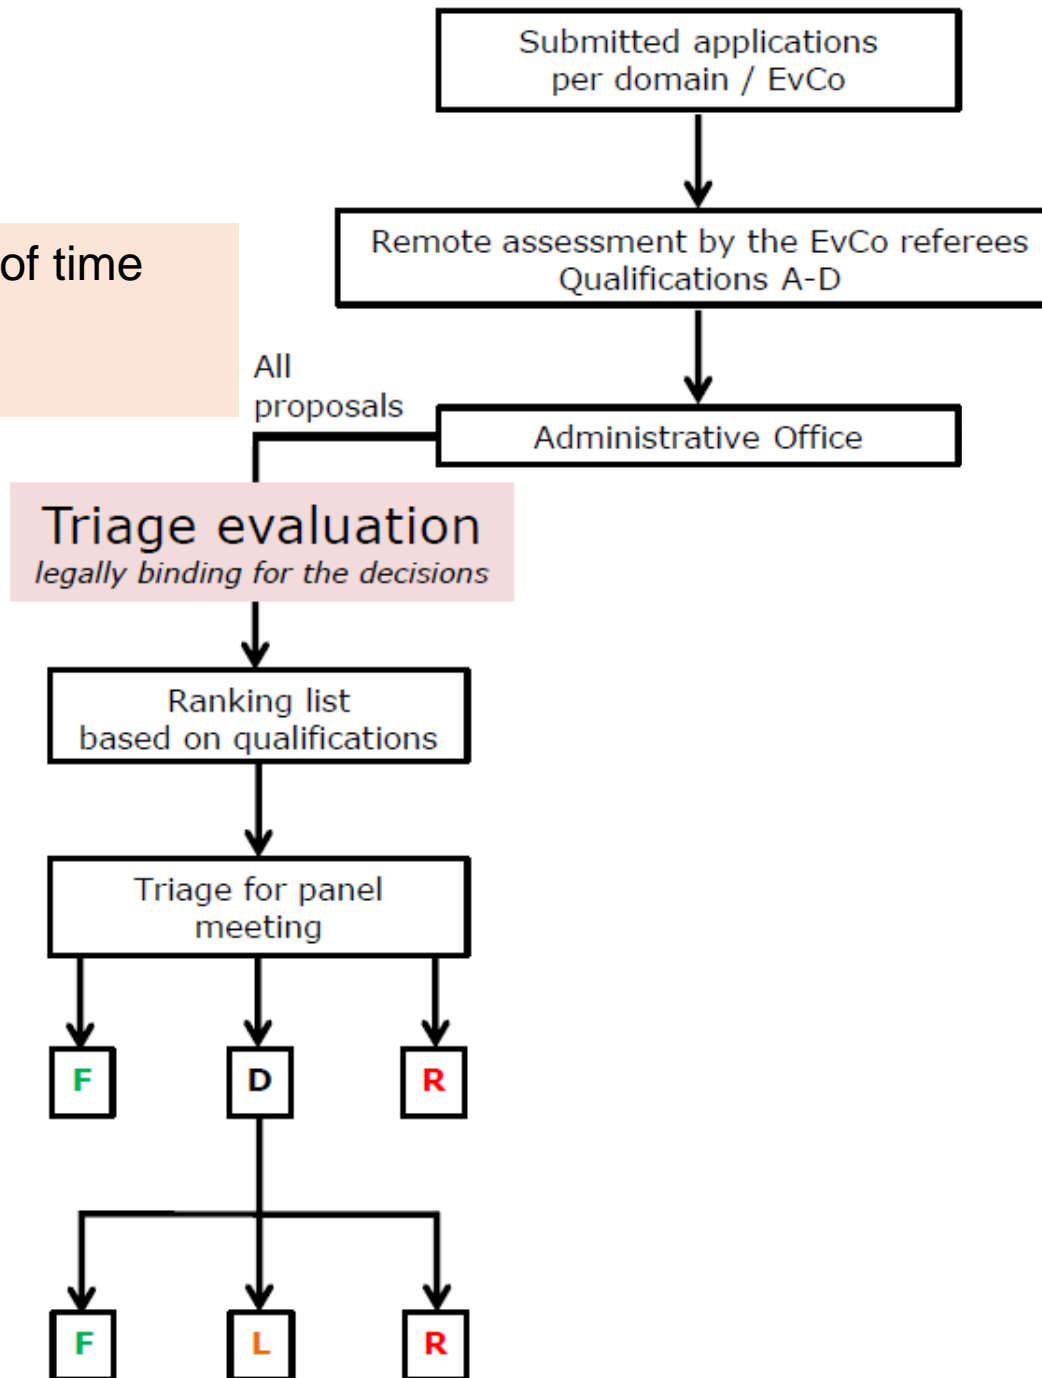 Submitted applications
per domain / EvCo
of time
Remote assessment by the EvCo referees
Qualifications A-D
All
proposals
Administrative Office
Triage evaluation
legally binding for the decisions
Ranking list
based on qualifications
Triage for panel
meeting
F D R
F L R